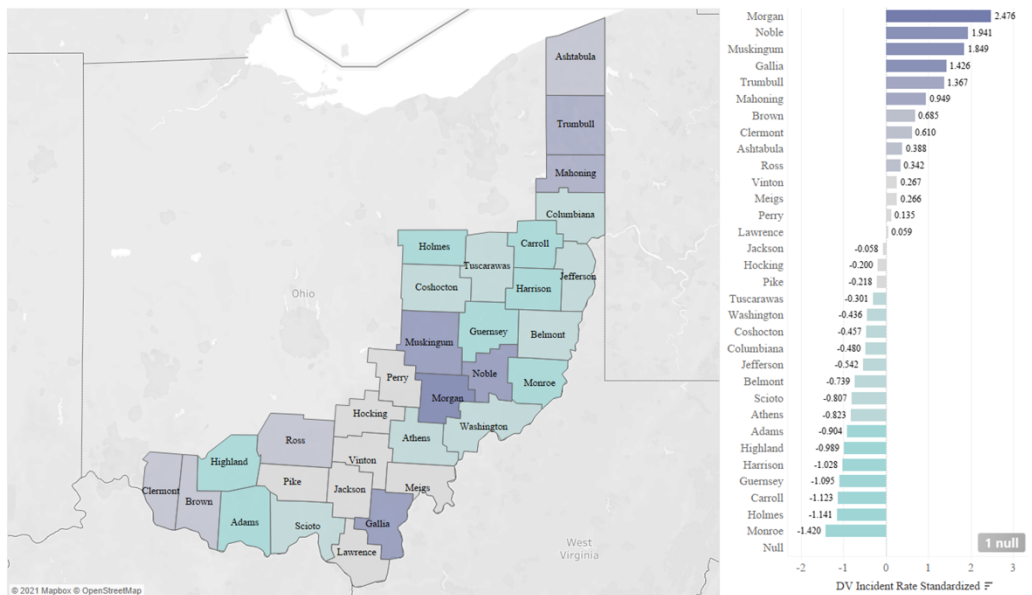 Ashtabula
Trumbull
Mahoning
Columbiana
Holmes
Carroll
Tuscarawas
Jefferson
Coshocton
Harrison
Ohio
Guernsey
Belmont
Muskingum
Noble
Perry
Monroe
Morgan
Hocking
Washington
Athens
Ross
Highland
Vinton
Pike
Jackson
Meigs
Clermont
Brown
Adams
Scioto
Gallia
Lawrence
West
Virginia
© 2021 Mapbox © OpenStreetMap
Morgan 2.476
Noble 1.941
Muskingum 1.849
Gallia 1.426
Trumbull 1.367
Mahoning 0.949
Brown 0.685
Clermont 0.610
Ashtabula 0.388
Ross 0.342
Vinton 0.267
Meigs 0.266
Perry 0.135
Lawrence 0.059
Jackson -0.058
Hocking -0.200
Pike -0.218
Tuscarawas -0.301
Washington -0.436
Coshocton -0.457
Columbiana -0.480
Jefferson -0.542
Belmont -0.739
Scioto -0.807
Athens -0.823
Adams -0.904
Highland -0.989
Harrison -1.028
Guernsey -1.095
Carroll -1.123
Holmes -1.141
Monroe -1.420
Null
1 null
-2 -1 0 1 2 3
DV Incident Rate Standardized